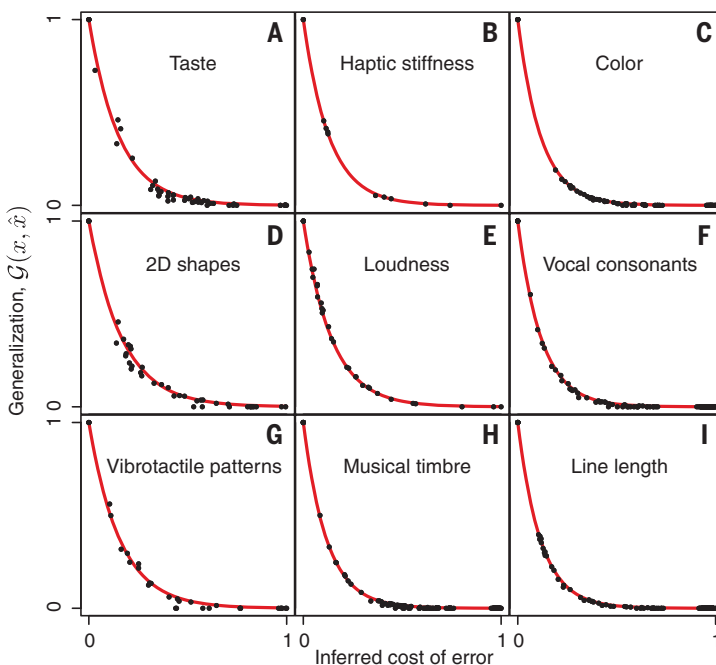 1
A
B
C
Taste
Haptic stiffness
Color
1 0
D
E
F
2D shapes
Loudness
Vocal consonants
Generalization, 𝒢(x, x̂)
1 0
G
H
I
Vibrotactile patterns
Musical timbre
Line length
0
0 1 0 1 0 1
Inferred cost of error